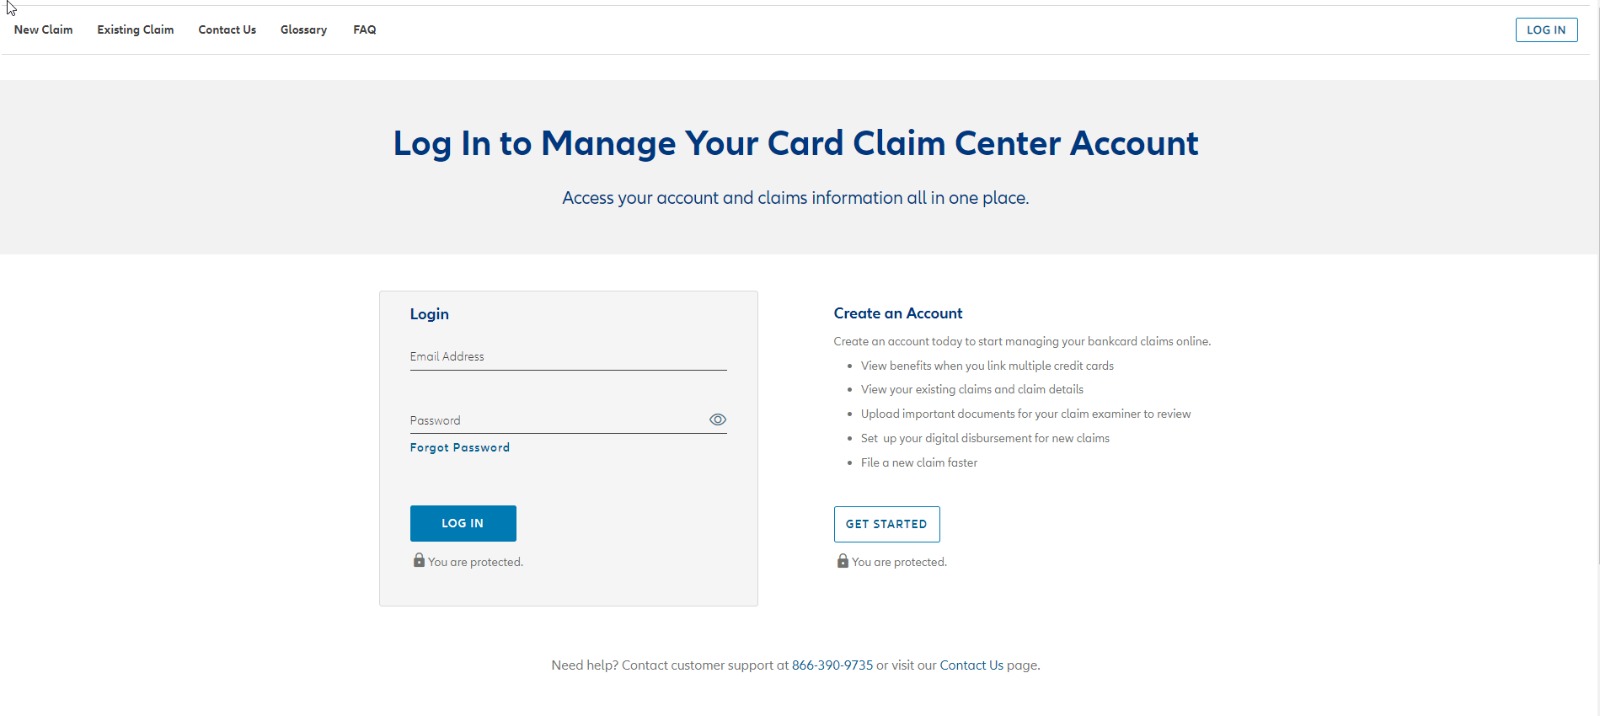 New Claim Existing Claim Contact Us Glossary FAQ LOG IN
Log In to Manage Your Card Claim Center Account
Access your account and claims information all in one place.
Login
Email Address
Password
Forgot Password
LOG IN
You are protected.
Create an Account
Create an account today to start managing your bankcard claims online.
• View benefits when you link multiple credit cards
• View your existing claims and claim details
• Upload important documents for your claim examiner to review
• Set up your digital disbursement for new claims
• File a new claim faster
GET STARTED
You are protected.
Need help? Contact customer support at 866-390-9735 or visit our Contact Us page.